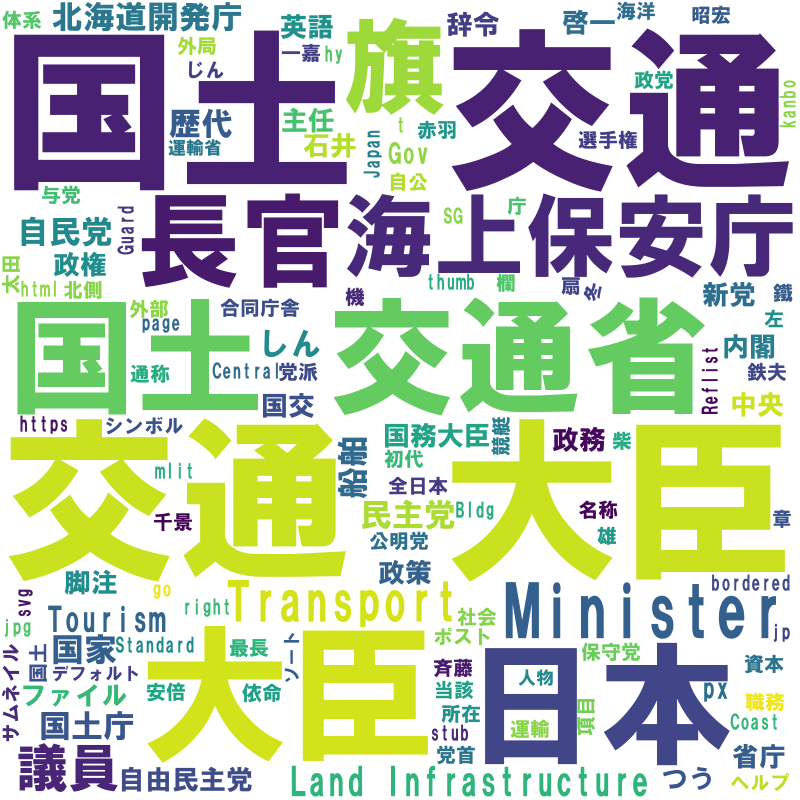 体系
北海道開発庁
英語
辞令
啓一
海洋
昭宏
外局
一嘉
hy
旗
国土
交通
政党
kanbo
じん
歴代
主任
t
赤羽
選手権
運輸省
石井
Japan
Gov
自公
与党
Guard
長官
海上保安庁
SG
庁
自民党
政権
太田
html
北側
thumb
欄
機
扇
冬
新党
鐵
外部
合同庁舎
国土
交通省
しん
page
左
内閣
通称
Central
党派
鉄夫
Reflist
国交
中央
https
シンボル
交通
大臣
船舶
国務大臣
競艇
政務
柴
初代
mlit
全日本
千景
民主党
Bldg
名称
雄
章
公明党
脚注
政策
bordered
svg
go
jpg
right
Transport
Minister
jp
Tourism
社会
ポスト
国土
国家
Standard
最長
ソート
大臣
日本
保守党
サムネイル
デフォルト
斉藤
資本
ファイル
安倍
依命
当該
人物
px
職務
国土庁
所在
項目
Coast
stub
運輸
議員
自由民主党
党首
省庁
Land
Infrastructure
つう
ヘルプ